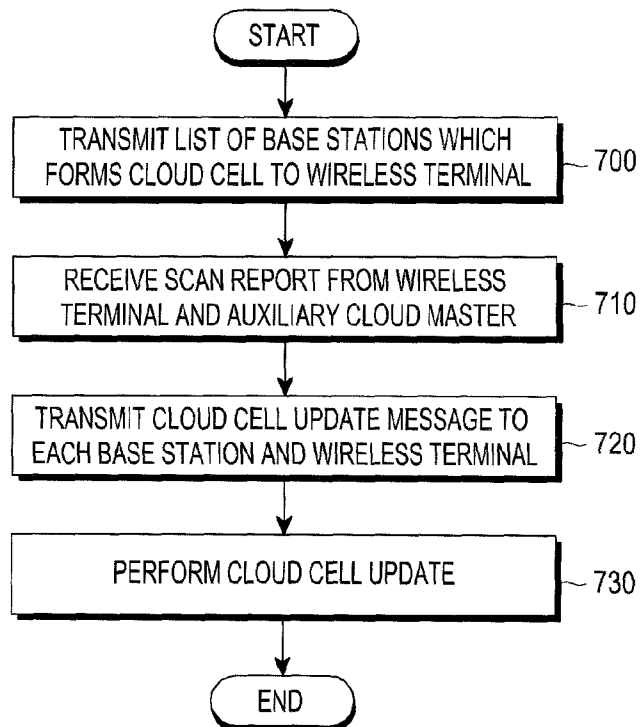 START
TRANSMIT LIST OF BASE STATIONS WHICH
FORMS CLOUD CELL TO WIRELESS TERMINAL
700
RECEIVE SCAN REPORT FROM WIRELESS
TERMINAL AND AUXILIARY CLOUD MASTER
710
TRANSMIT CLOUD CELL UPDATE MESSAGE TO
EACH BASE STATION AND WIRELESS TERMINAL
720
PERFORM CLOUD CELL UPDATE
730
END